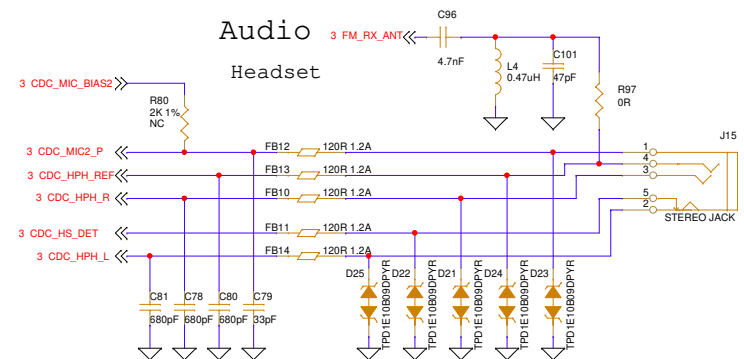 Audio
Headset
C96
3 FM_RX_ANT
4.7nF
L4
0.47uH
C101
47pF
R97
0R
3 CDC_MIC_BIAS2
R80
2K 1%
NC
J15
3 CDC_MIC2_P
FB12
120R 1.2A
1
3 CDC_HPH_REF
FB13
120R 1.2A
4
3 CDC_HPH_R
FB10
120R 1.2A
3
5
3 CDC_HS_DET
FB11
120R 1.2A
2
STEREO JACK
3 CDC_HPH_L
FB14
120R 1.2A
D25
TPD1E10B09DPYR
D22
TPD1E10B09DPYR
D21
TPD1E10B09DPYR
D24
TPD1E10B09DPYR
D23
TPD1E10B09DPYR
C81
680pF
C78
680pF
C80
680pF
C79
33pF